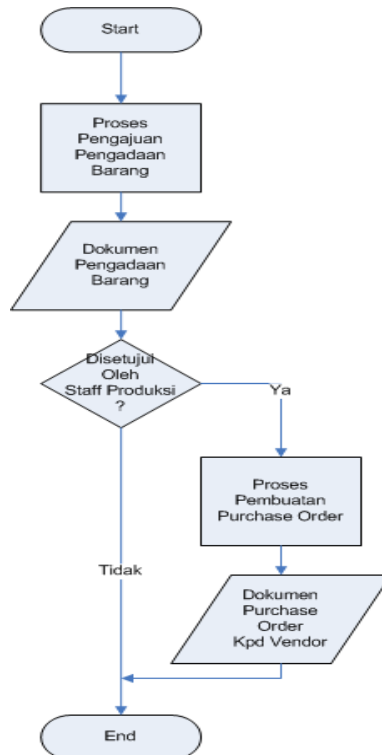 Start
Proses
Pengajuan
Pengadaan
Barang
Dokumen
Pengadaan
Barang
Disetujul
Oleh
Staff Produksi
?
Ya
Proses
Pembuatan
Purchase Order
Tidak
Dokumen
Purchase
Order
Kpd Vendor
End